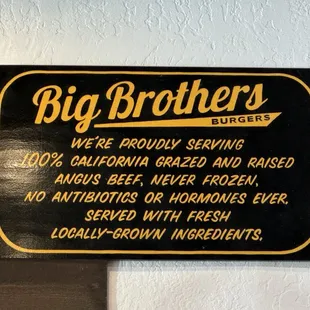 Big Brothers
BURGERS
WE'RE PROUDLY SERVING
100% CALIFORNIA GRAZED AND RAISED
ANGUS BEEF, NEVER FROZEN,
NO ANTIBIOTICS OR HORMONES EVER.
SERVED WITH FRESH
LOCALLY-GROWN INGREDIENTS.